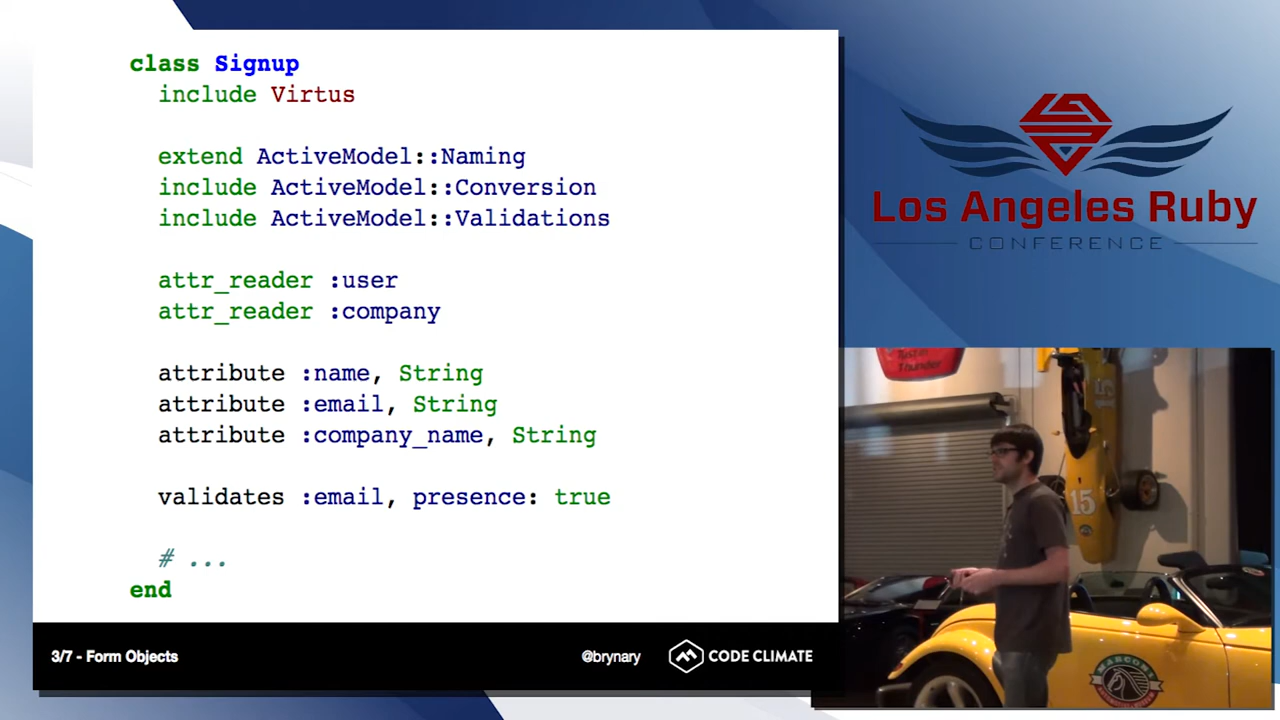 class Signup
include Virtus
extend ActiveModel::Naming
include ActiveModel::Conversion
include ActiveModel::Validations
attr_reader :user
attr_reader :company
attribute :name, String
attribute :email, String
attribute :company_name, String
validates :email, presence: true
# ...
end
3/7 - Form Objects
@brynary
CODE CLIMATE
Los Angeles Ruby
CONFERENCE
Thunder
15
MARCONI